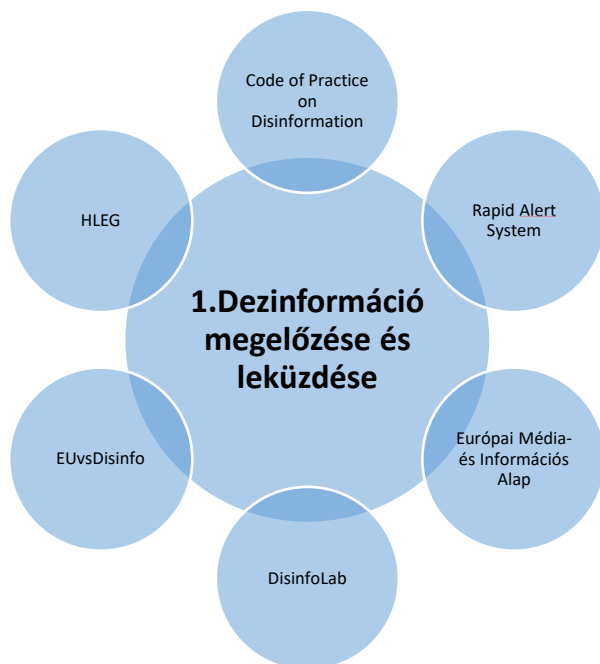 Code of Practice
on
Disinformation
HLEG
Rapid Alert
System
1.Dezinformáció
megelőzése és
leküzdése
EUvsDisinfo
Európai Média-
és Információs
Alap
DisinfoLab